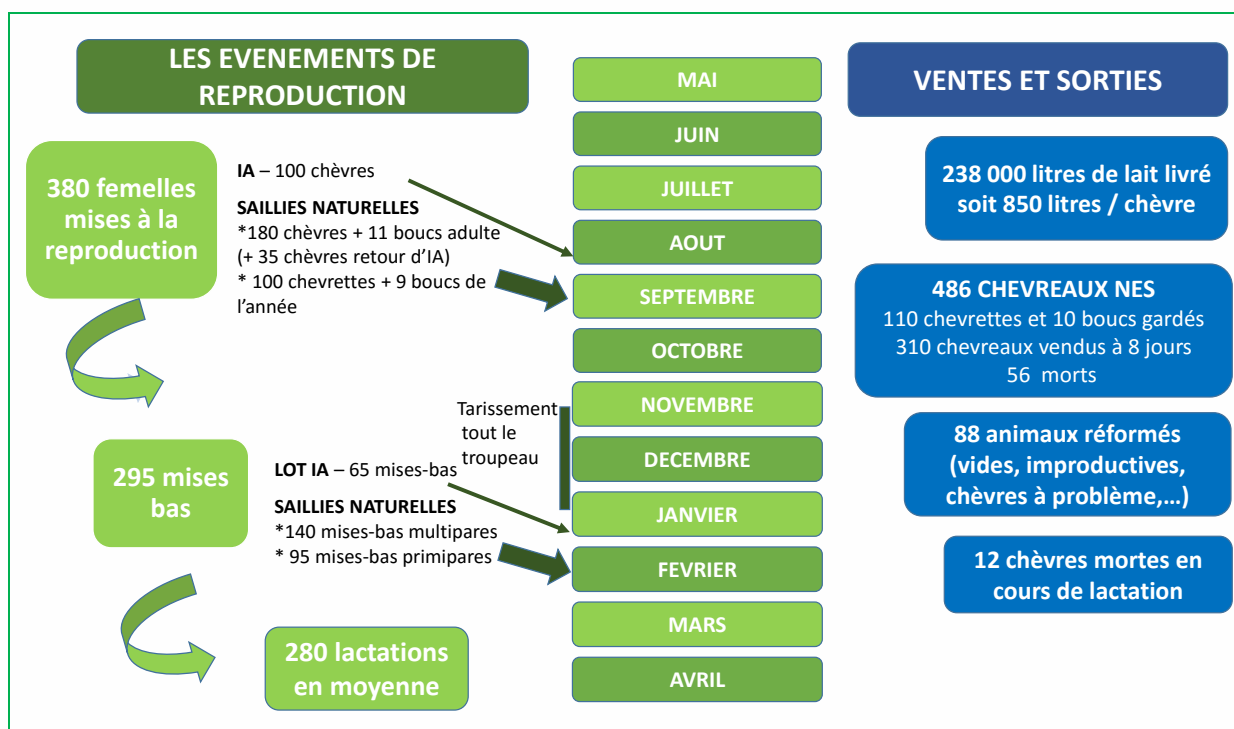 LES EVENEMENTS DE
REPRODUCTION
380 femelles
mises à la
reproduction
IA – 100 chèvres
SAILLIES NATURELLES
*180 chèvres + 11 boucs adulte
(+ 35 chèvres retour d’IA)
* 100 chevrettes + 9 boucs de
l’année
295 mises
bas
LOT IA – 65 mises-bas
SAILLIES NATURELLES
*140 mises-bas multipares
* 95 mises-bas primipares
280 lactations
en moyenne
Tarissement
tout le
troupeau
MAI
JUIN
JUILLET
AOUT
SEPTEMBRE
OCTOBRE
NOVEMBRE
DECEMBRE
JANVIER
FEVRIER
MARS
AVRIL
VENTES ET SORTIES
238 000 litres de lait livré
soit 850 litres / chèvre
486 CHEVREAUX NES
110 chevrettes et 10 boucs gardés
310 chevreaux vendus à 8 jours
56 morts
88 animaux réformés
(vides, improductives,
chèvres à problème,…)
12 chèvres mortes en
cours de lactation